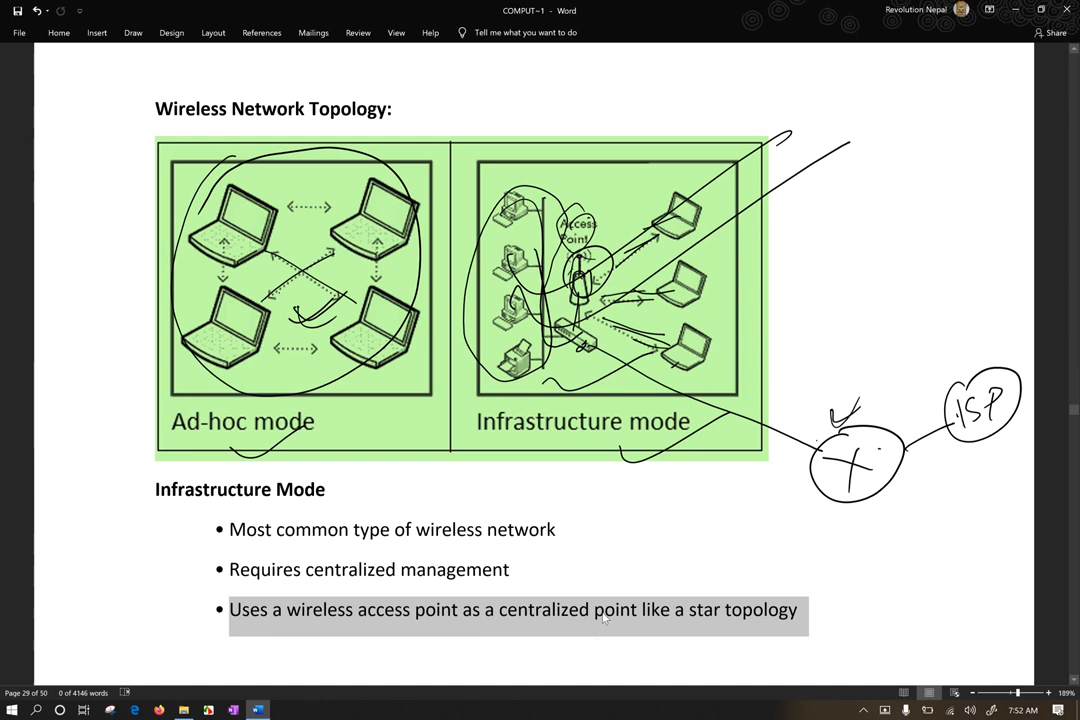 COMPUT~1 - Word
Revolution Nepal
File Home Insert Draw Design Layout References Mailings Review View Help Tell me what you want to do Share
Wireless Network Topology:
Access
Point
Ad-hoc mode
Infrastructure mode
ISP
Infrastructure Mode
• Most common type of wireless network
• Requires centralized management
• Uses a wireless access point as a centralized point like a star topology
Page 29 of 50 0 of 4146 words 189%
7:52 AM